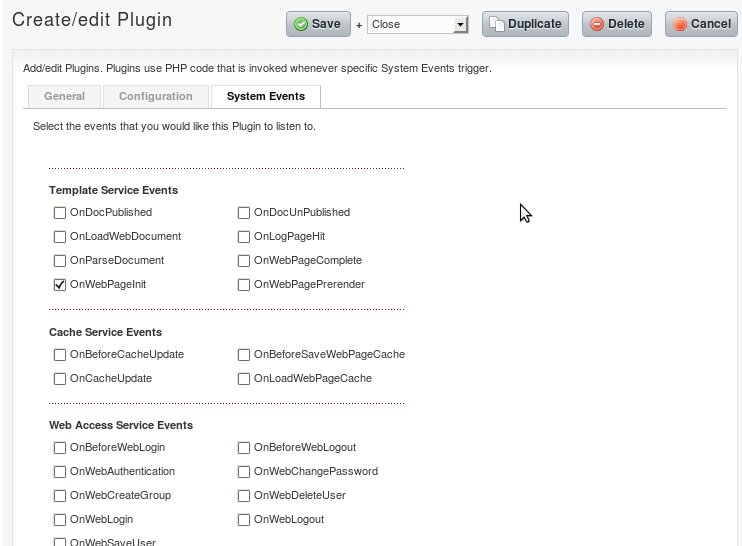 Create/edit Plugin
Save + Close Duplicate Delete Cancel
Add/edit Plugins. Plugins use PHP code that is invoked whenever specific System Events trigger.
General Configuration System Events
Select the events that you would like this Plugin to listen to.
Template Service Events
OnDocPublished OnDocUnPublished
OnLoadWebDocument OnLogPageHit
OnParseDocument OnWebPageComplete
OnWebPageInit OnWebPagePrerender
Cache Service Events
OnBeforeCacheUpdate OnBeforeSaveWebPageCache
OnCacheUpdate OnLoadWebPageCache
Web Access Service Events
OnBeforeWebLogin OnBeforeWebLogout
OnWebAuthentication OnWebChangePassword
OnWebCreateGroup OnWebDeleteUser
OnWebLogin OnWebLogout
OnWebSaveUser